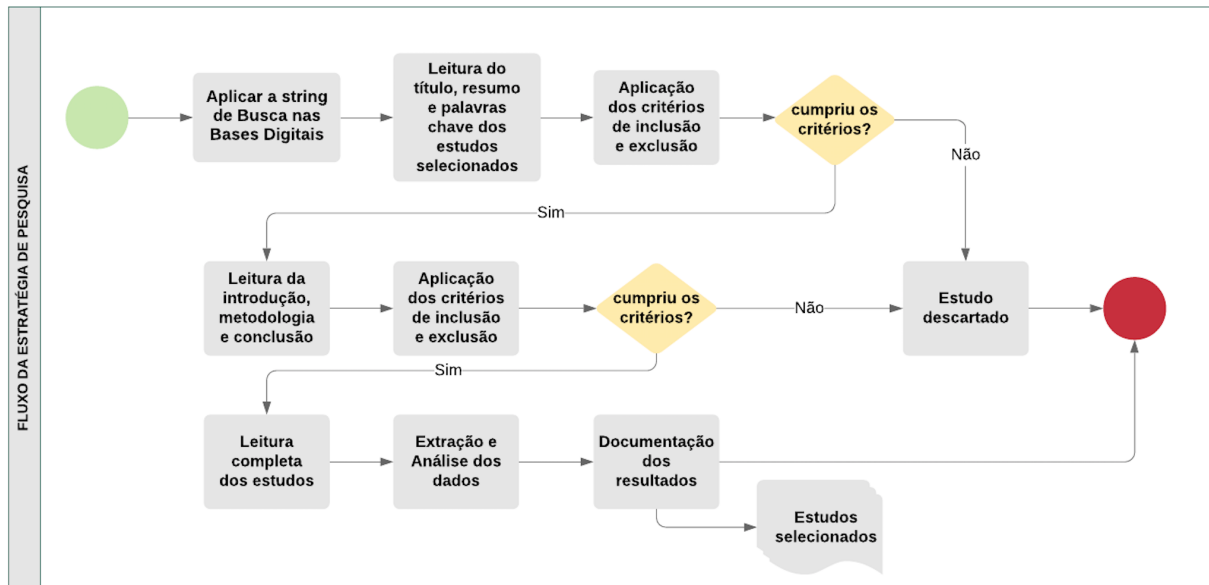 FLUXO DA ESTRATÉGIA DE PESQUISA
Aplicar a string
de Busca nas
Bases Digitais
Leitura do
título, resumo
e palavras
chave dos
estudos
selecionados
Aplicação
dos critérios
de inclusão
e exclusão
cumpriu os
critérios?
Não
Sim
Leitura da
introdução,
metodologia
e conclusão
Aplicação
dos critérios
de inclusão
e exclusão
cumpriu os
critérios?
Não
Estudo
descartado
Sim
Leitura
completa
dos estudos
Extração e
Análise dos
dados
Documentação
dos
resultados
Estudos
selecionados